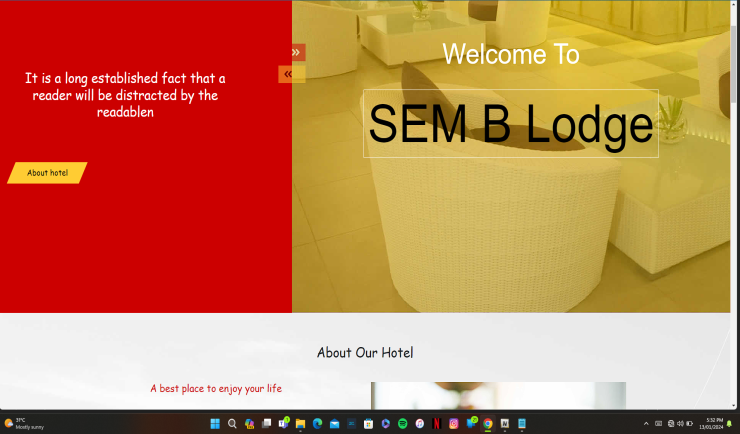 It is a long established fact that a
reader will be distracted by the
readablen
About hotel
Welcome To
SEM B Lodge
About Our Hotel
A best place to enjoy your life
Mostly sunny
5:52 PM
13/01/2024